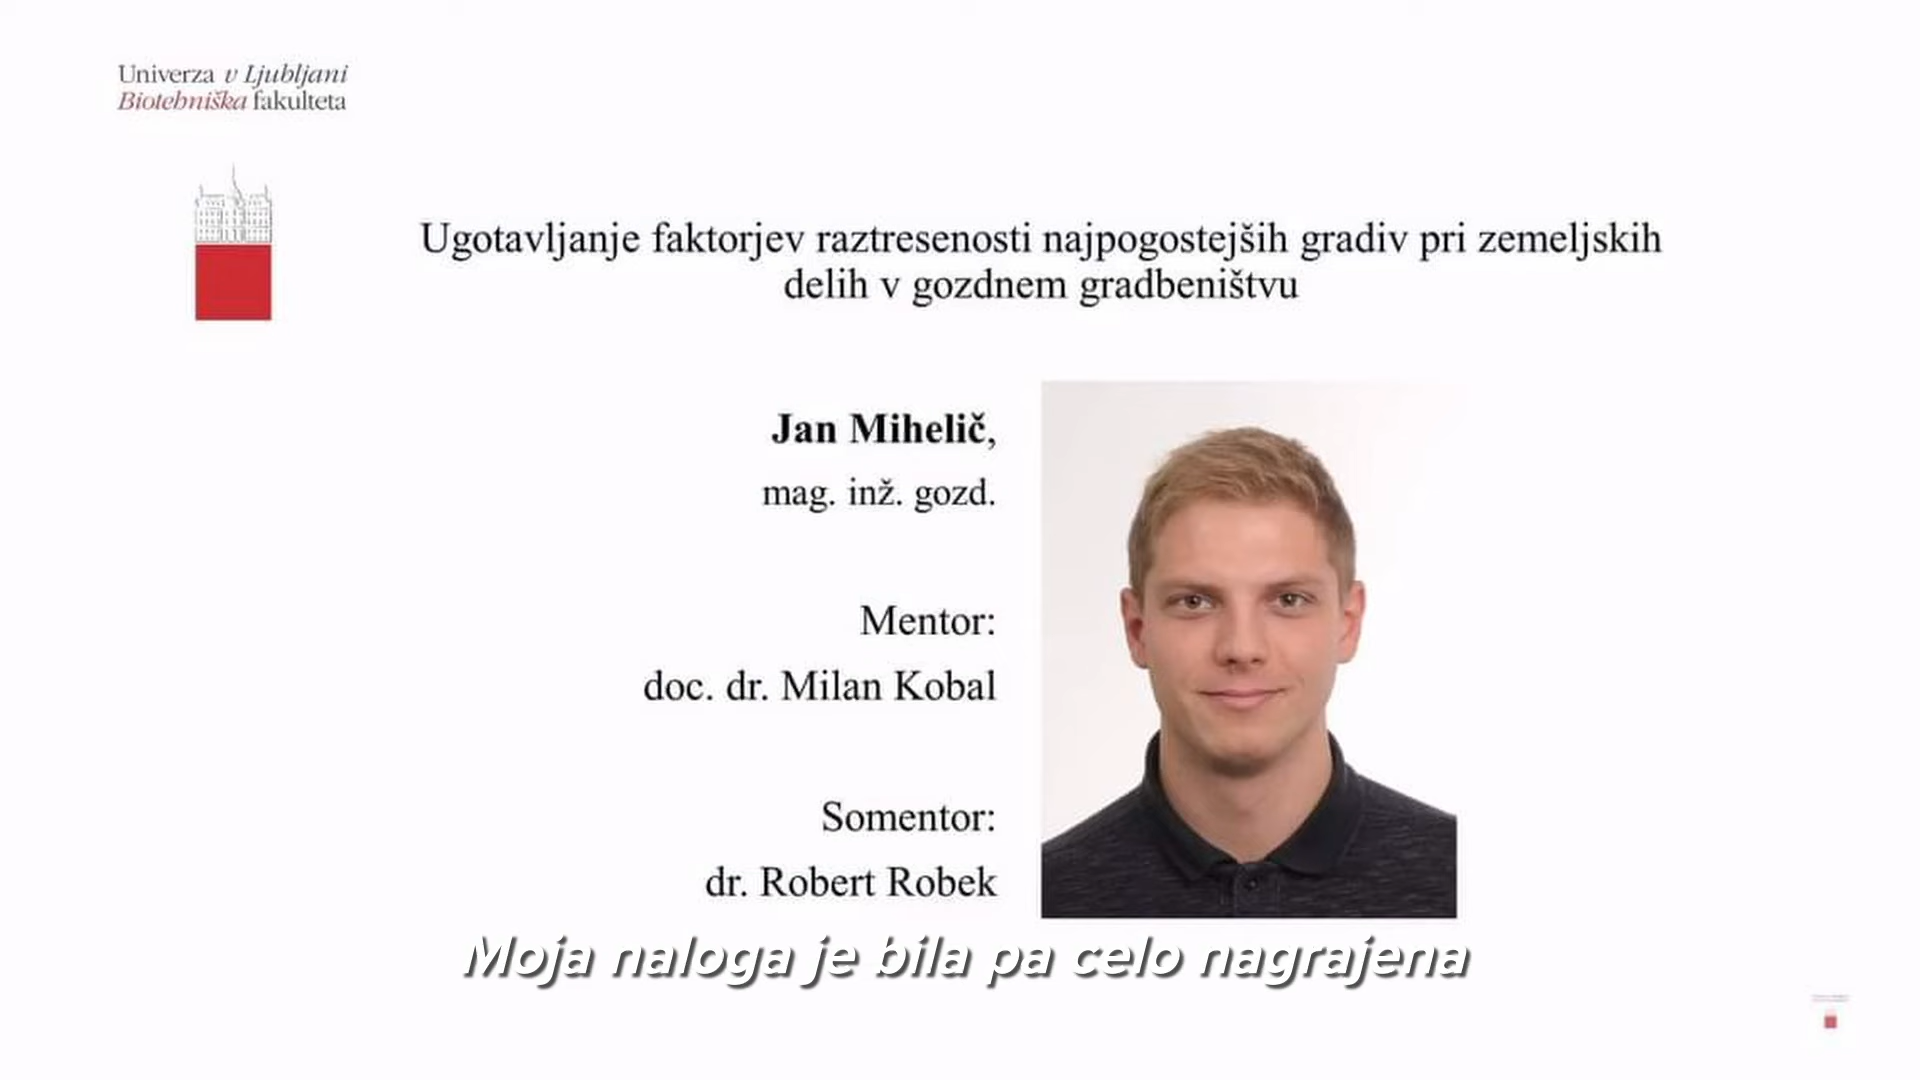 Univerza v Ljubljani
Biotehniška fakulteta
Ugotavljanje faktorjev raztresenosti najpogostejših gradiv pri zemeljskih
delih v gozdnem gradbeništvu
Jan Mihelič,
mag. inž. gozd.
Mentor:
doc. dr. Milan Kobal
Somentor:
dr. Robert Robek
Moja naloga je bila pa celo nagrajena